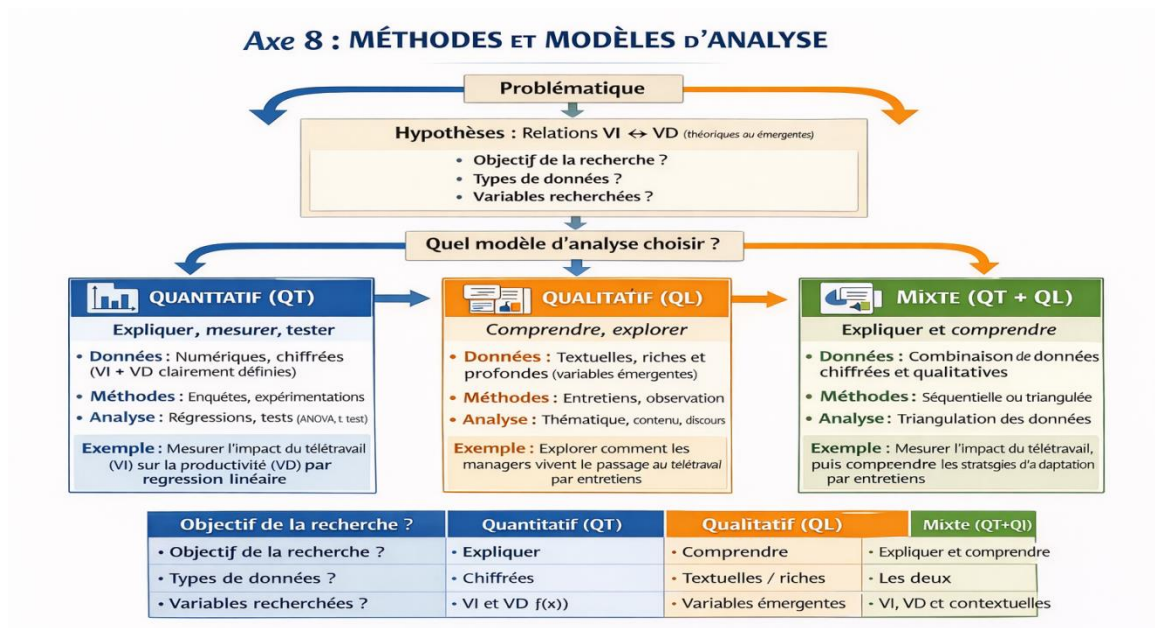 Axe 8 : MÉTHODES ET MODÈLES D'ANALYSE
Problématique
Hypothèses : Relations VI ↔ VD (théoriques ou émergentes)
• Objectif de la recherche ?
• Types de données ?
• Variables recherchées ?
Quel modèle d'analyse choisir ?
QUANTTATIF (QT)
Expliquer, mesurer, tester
• Données : Numériques, chiffrées
(VI + VD clairement définies)
• Méthodes : Enquêtes, expérimentations
• Analyse : Régressions, tests (ANOVA, t test)
Exemple : Mesurer l'impact du télétravail
(VI) sur la productivité (VD) par
regression linéaire
QUALITATIF (QL)
Comprendre, explorer
• Données : Textuelles, riches et
profondes (variables émergentes)
• Méthodes : Entretiens, observation
• Analyse : Thématique, contenu, discours
Exemple : Explorer comment les
managers vivent le passage au télétraval
par entretiens
MIXTE (QT + QL)
Expliquer et comprendre
• Données : Combinaison de données
chiffrées et qualitatives
• Méthodes : Séquentielle ou triangulée
• Analyse : Triangulation des données
Exemple : Mesurer l'impact du télétravail,
puis comprendre les stratsgies d'a daptation
par entretiens
Objectif de la recherche ? Quantitatif (QT) Qualitatif (QL) Mixte (QT+QI)
• Objectif de la recherche ? • Expliquer • Comprendre • Expliquer et comprendre
• Types de données ? • Chiffrées • Textuelles / riches • Les deux
• Variables recherchées ? • VI et VD f(x)) • Variables émergentes • VI, VD ct contextuelles